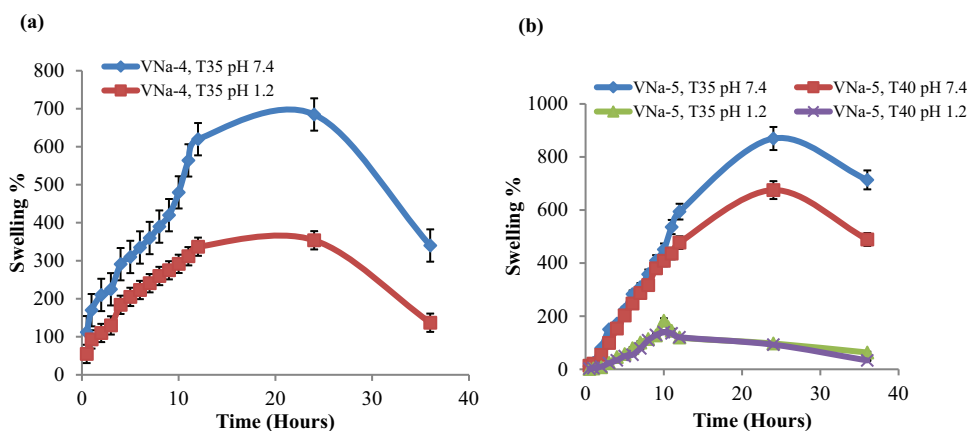 (a)
VNa-4, T35 pH 7.4
VNa-4, T35 pH 1.2
800
700
600
500
400
300
200
100
0
Swelling %
0 10 20 30 40
Time (Hours)
(b)
VNa-5, T35 pH 7.4 VNa-5, T40 pH 7.4
VNa-5, T35 pH 1.2 VNa-5, T40 pH 1.2
1000
800
600
400
200
0
Swelling %
0 10 20 30 40
Time (Hours)